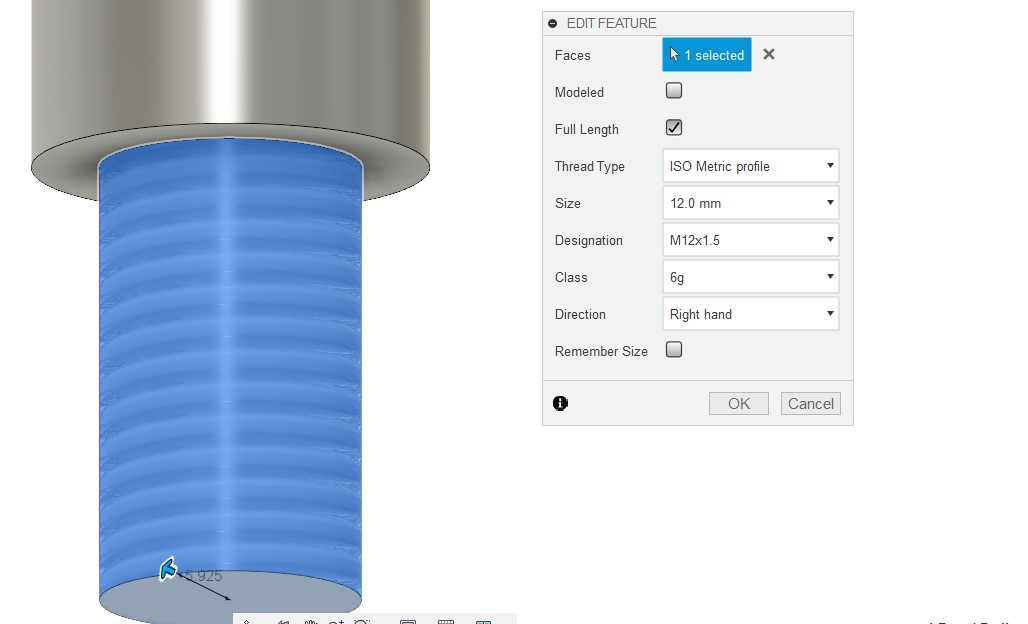 EDIT FEATURE
Faces 1 selected
Modeled
Full Length
Thread Type ISO Metric profile
Size 12.0 mm
Designation M12x1.5
Class 6g
Direction Right hand
Remember Size
OK Cancel
5.925